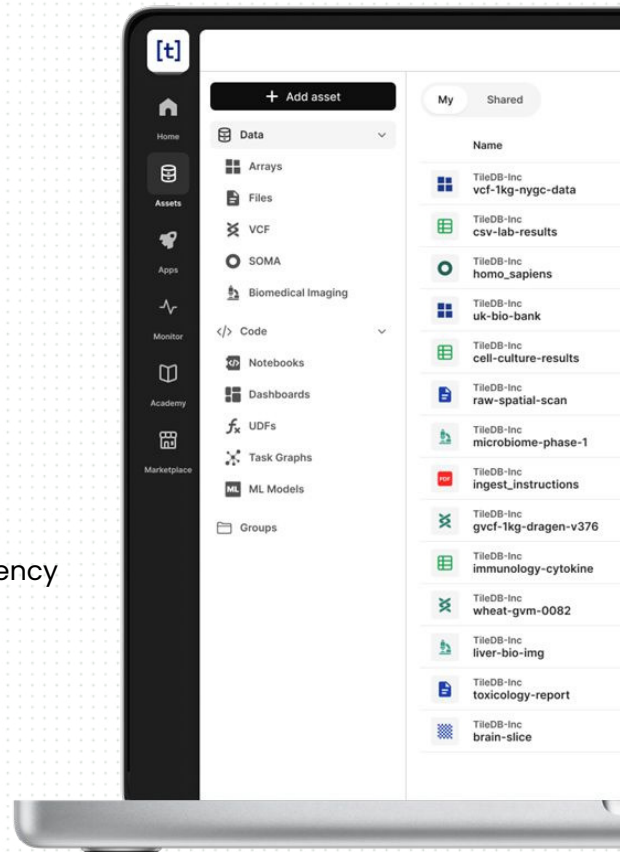 [t]
Home
Assets
Apps
Monitor
Academy
Marketplace
+ Add asset
Data
Arrays
Files
VCF
SOMA
Biomedical Imaging
</> Code
Notebooks
Dashboards
fx UDFs
Task Graphs
ML ML Models
Groups
My Shared
Name
TileDB-Inc
vcf-1kg-nygc-data
TileDB-Inc
csv-lab-results
TileDB-Inc
homo_sapiens
TileDB-Inc
uk-bio-bank
TileDB-Inc
cell-culture-results
TileDB-Inc
raw-spatial-scan
TileDB-Inc
microbiome-phase-1
PDF
TileDB-Inc
ingest_instructions
TileDB-Inc
gvcf-1kg-dragen-v376
TileDB-Inc
immunology-cytokine
TileDB-Inc
wheat-gvm-0082
TileDB-Inc
liver-bio-img
TileDB-Inc
toxicology-report
TileDB-Inc
brain-slice
ency